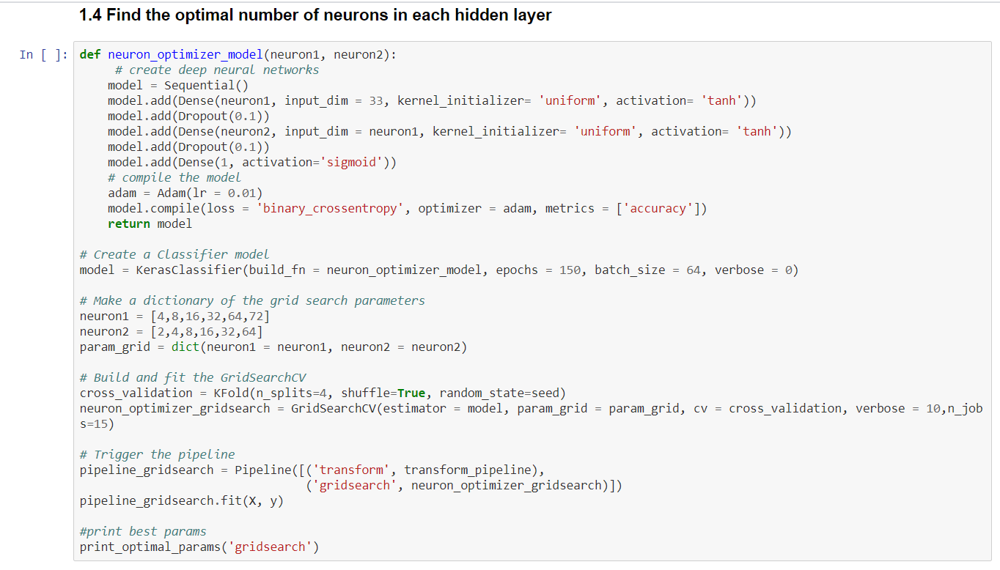 1.4 Find the optimal number of neurons in each hidden layer
In [ ]: def neuron_optimizer_model(neuron1, neuron2):
     # create deep neural networks
    model = Sequential()
    model.add(Dense(neuron1, input_dim = 33, kernel_initializer= 'uniform', activation= 'tanh'))
    model.add(Dropout(0.1))
    model.add(Dense(neuron2, input_dim = neuron1, kernel_initializer= 'uniform', activation= 'tanh'))
    model.add(Dropout(0.1))
    model.add(Dense(1, activation='sigmoid'))
    # compile the model
    adam = Adam(lr = 0.01)
    model.compile(loss = 'binary_crossentropy', optimizer = adam, metrics = ['accuracy'])
    return model

# Create a Classifier model
model = KerasClassifier(build_fn = neuron_optimizer_model, epochs = 150, batch_size = 64, verbose = 0)

# Make a dictionary of the grid search parameters
neuron1 = [4,8,16,32,64,72]
neuron2 = [2,4,8,16,32,64]
param_grid = dict(neuron1 = neuron1, neuron2 = neuron2)

# Build and fit the GridSearchCV
cross_validation = KFold(n_splits=4, shuffle=True, random_state=seed)
neuron_optimizer_gridsearch = GridSearchCV(estimator = model, param_grid = param_grid, cv = cross_validation, verbose = 10,n_job
s=15)

# Trigger the pipeline
pipeline_gridsearch = Pipeline([('transform', transform_pipeline),
                                ('gridsearch', neuron_optimizer_gridsearch)])
pipeline_gridsearch.fit(X, y)

#print best params
print_optimal_params('gridsearch')